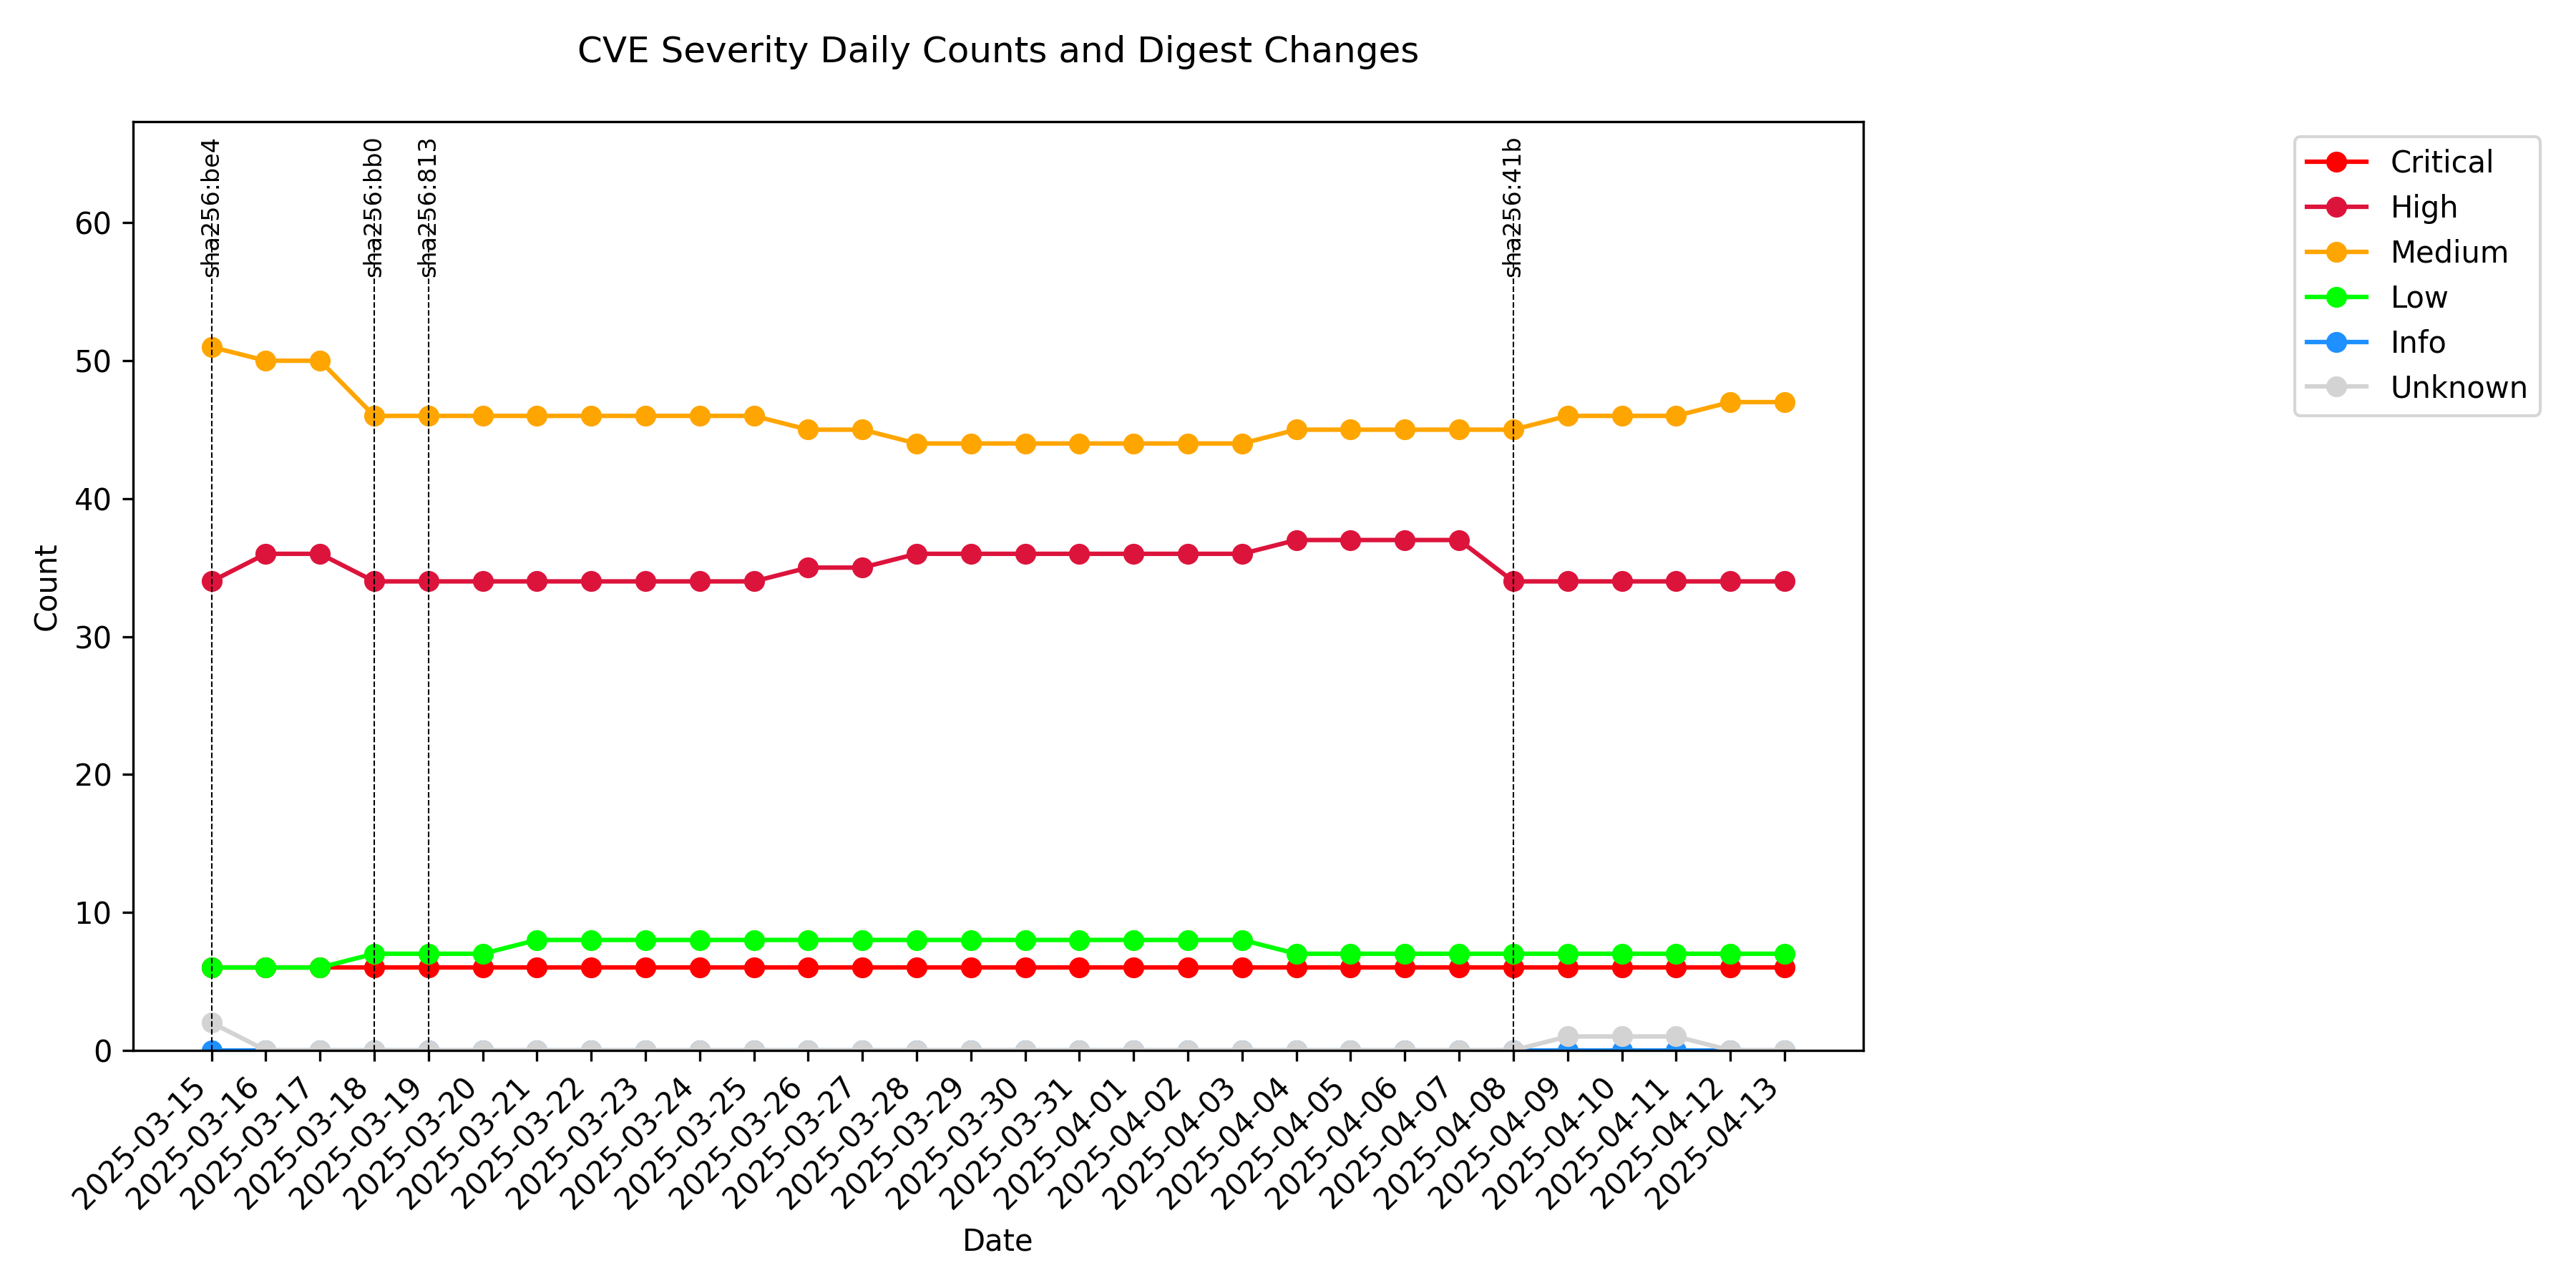 CVE Severity Daily Counts and Digest Changes
sha256:be4
sha256:bb0
sha256:813
sha256:41b
Critical
High
Medium
Low
Info
Unknown
Count
60
50
40
30
20
10
0
2025-03-15
2025-03-16
2025-03-17
2025-03-18
2025-03-19
2025-03-20
2025-03-21
2025-03-22
2025-03-23
2025-03-24
2025-03-25
2025-03-26
2025-03-27
2025-03-28
2025-03-29
2025-03-30
2025-03-31
2025-04-01
2025-04-02
2025-04-03
2025-04-04
2025-04-05
2025-04-06
2025-04-07
2025-04-08
2025-04-09
2025-04-10
2025-04-11
2025-04-12
2025-04-13
Date